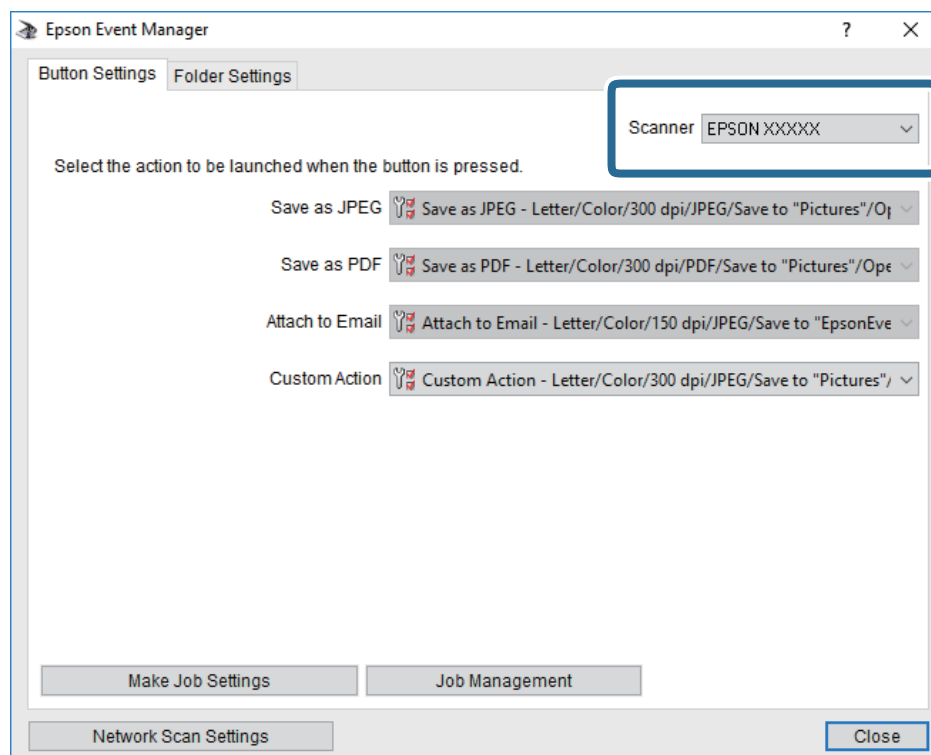 Epson Event Manager
?
Button Settings Folder Settings
Scanner EPSON XXXXX
Select the action to be launched when the button is pressed.
Save as JPEG Save as JPEG - Letter/Color/300 dpi/JPEG/Save to "Pictures"/Op
Save as PDF Save as PDF - Letter/Color/300 dpi/PDF/Save to "Pictures"/Ope
Attach to Email Attach to Email - Letter/Color/150 dpi/JPEG/Save to "EpsonEve
Custom Action Custom Action - Letter/Color/300 dpi/JPEG/Save to "Pictures"/
Make Job Settings Job Management
Network Scan Settings Close